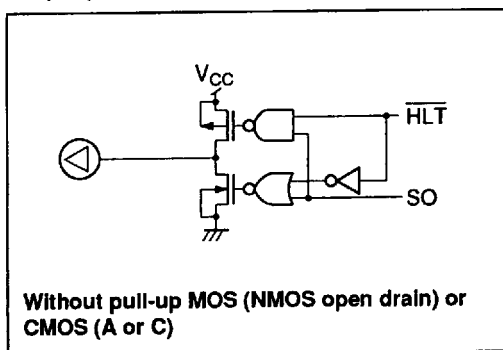 VCC
HLT
SO
Without pull-up MOS (NMOS open drain) or
CMOS (A or C)